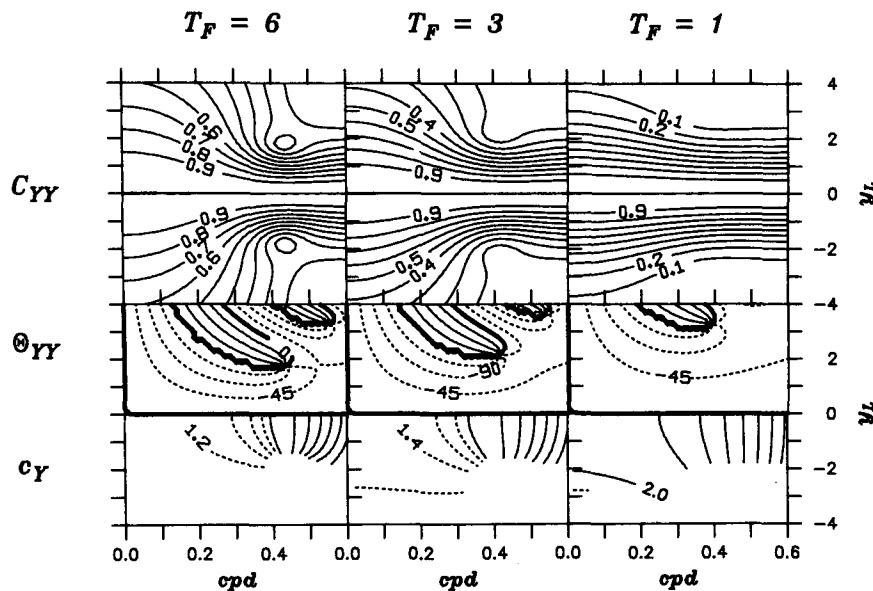 T_F = 6 T_F = 3 T_F = 1
0.6 0.7 0.8 0.9
0.4 0.5 0.9
0.1 0.2
4 2 0 -2 -4
C_YY
y_L
0.9 0.8 0.7 0.6
0.9 0.5 0.4
0.9 0.2 0.1
Θ_YY
0 45
90 45
45
2 0
y_L
c_Y
1.2
1.4
2.0
-2 -4
0.0 0.2 0.4 0.0 0.2 0.4 0.0 0.2 0.4 0.6
cpd cpd cpd